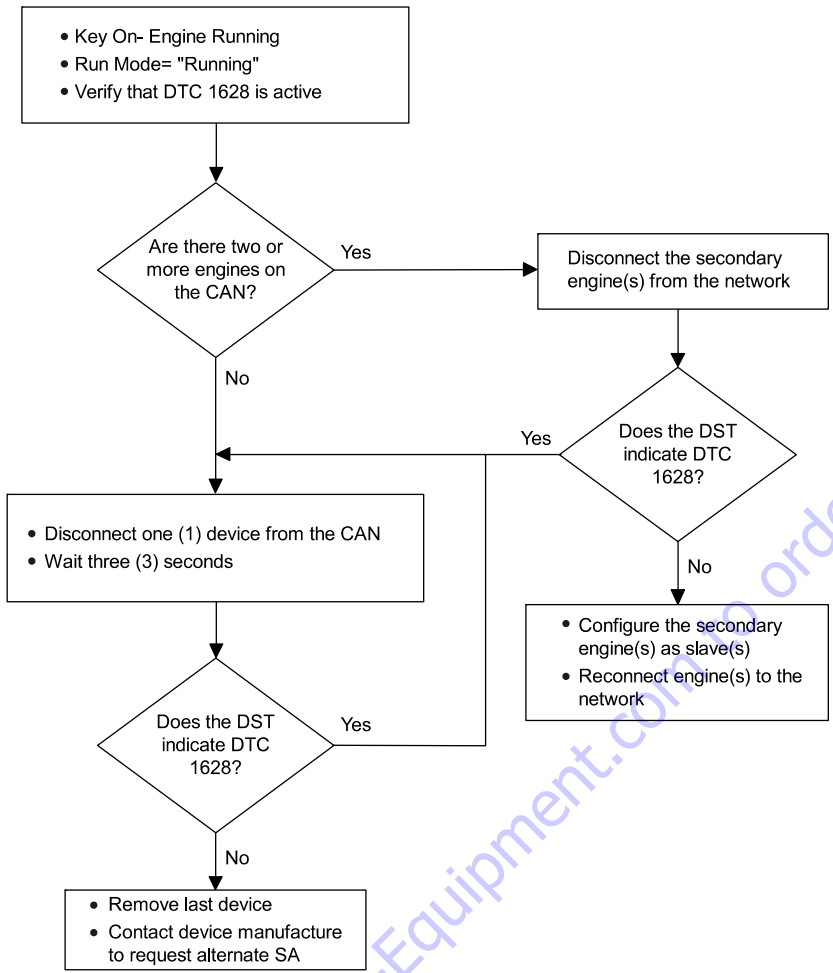 • Key On- Engine Running
• Run Mode= "Running"
• Verify that DTC 1628 is active
Are there two or
more engines on
the CAN?
Yes
Disconnect the secondary
engine(s) from the network
No
Does the DST
indicate DTC
1628?
Yes
No
• Configure the secondary
engine(s) as slave(s)
• Reconnect engine(s) to the
network
• Disconnect one (1) device from the CAN
• Wait three (3) seconds
Does the DST
indicate DTC
1628?
Yes
No
• Remove last device
• Contact device manufacture
to request alternate SA
Equipment.com to orde